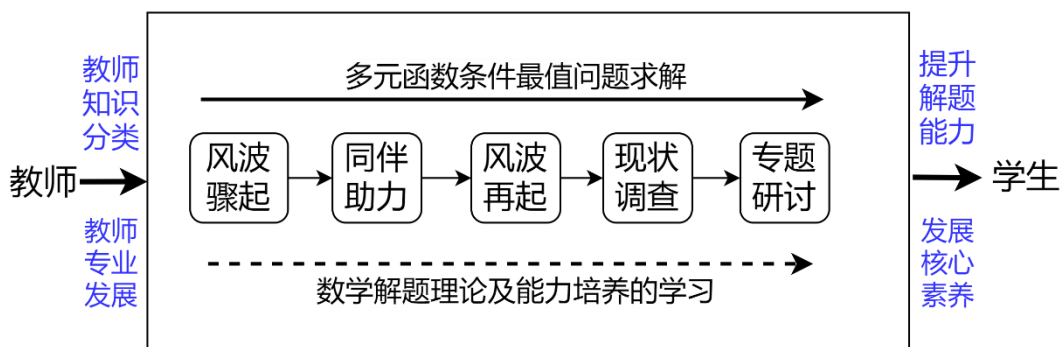 教师
知识
分类
教师
教师
专业
发展
多元函数条件最值问题求解
风波
骤起
同伴
助力
风波
再起
现状
调查
专题
研讨
数学解题理论及能力培养的学习
提升
解题
能力
学生
发展
核心
素养